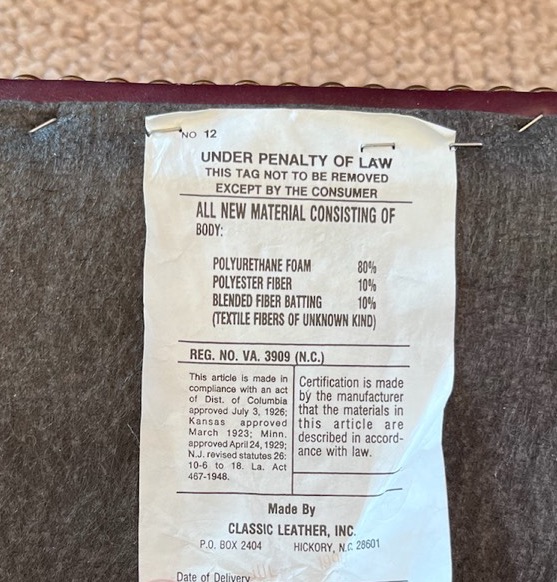 NO 12
UNDER PENALTY OF LAW
THIS TAG NOT TO BE REMOVED
EXCEPT BY THE CONSUMER
ALL NEW MATERIAL CONSISTING OF
BODY:
POLYURETHANE FOAM 80%
POLYESTER FIBER 10%
BLENDED FIBER BATTING 10%
(TEXTILE FIBERS OF UNKNOWN KIND)
REG. NO. VA. 3909 (N.C.)
This article is made in
compliance with an act
of Dist. of Columbia
approved July 3, 1926;
Kansas approved
March 1923; Minn.
approved April 24, 1929;
N.J. revised statutes 26:
10-6 to 18. La. Act
467-1948.
Certification is made
by the manufacturer
that the materials in
this article are
described in accord-
ance with law.
Made By
CLASSIC LEATHER, INC.
P.O. BOX 2404 HICKORY, N.C. 28601
Date of Delivery